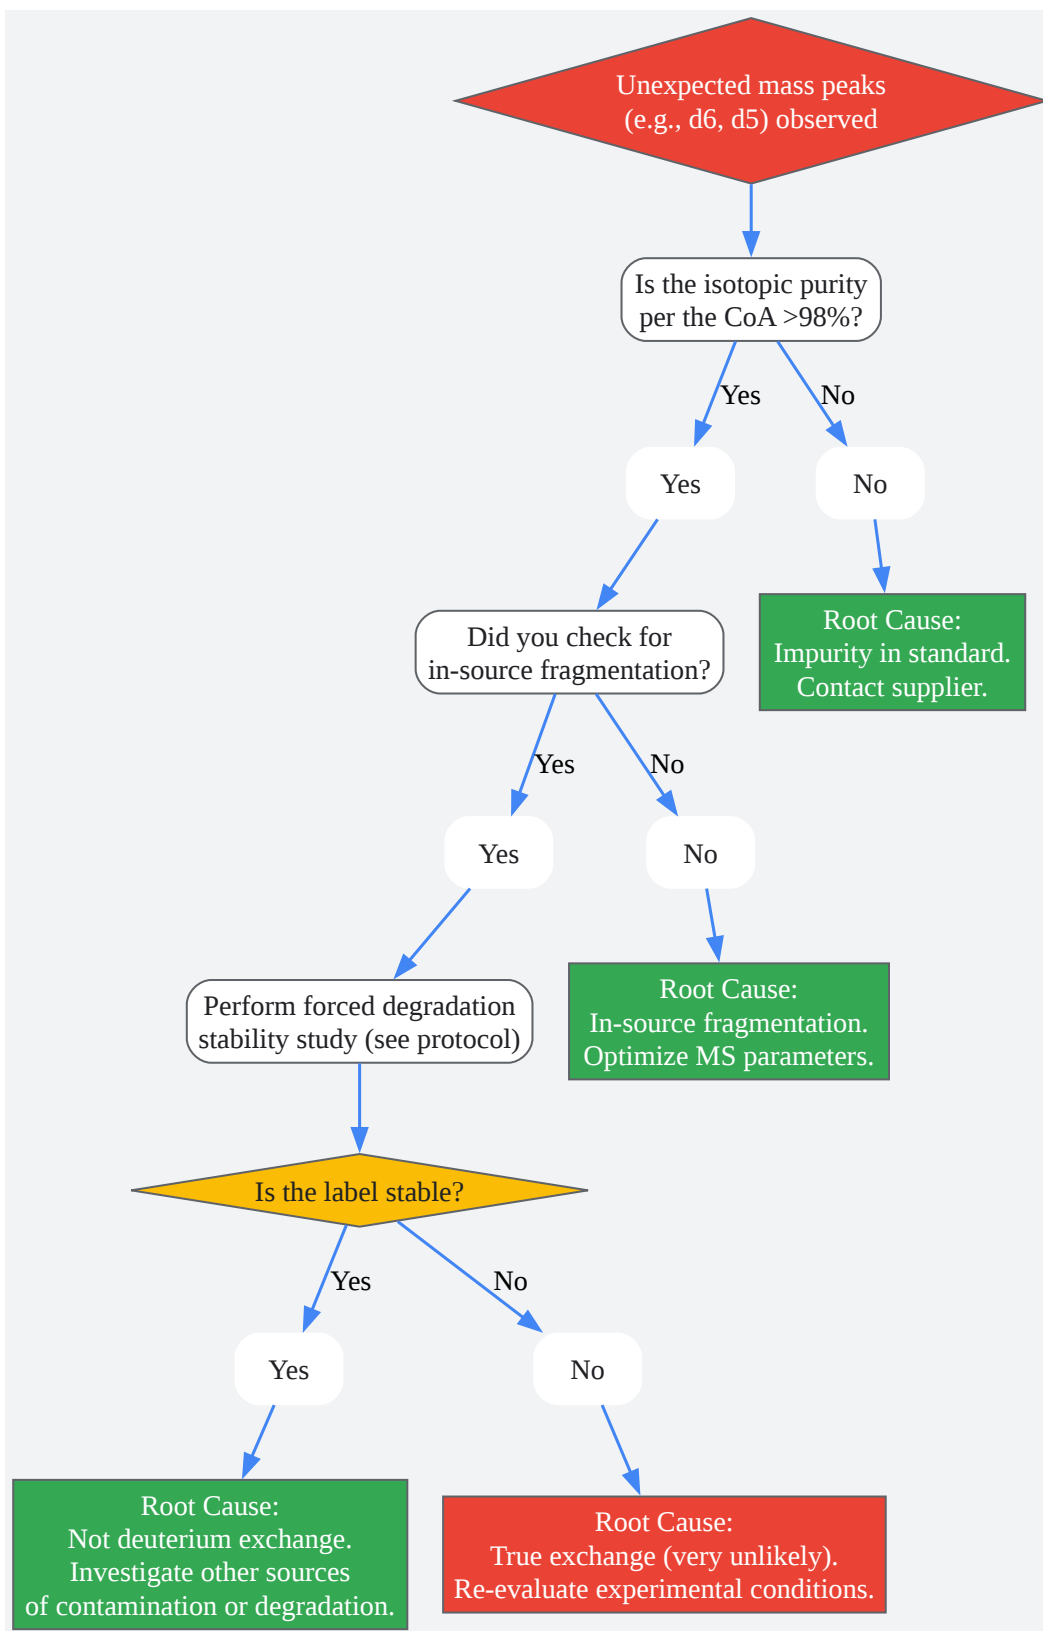 Unexpected mass peaks
(e.g., d6, d5) observed
Is the isotopic purity
per the CoA >98%?
Yes
No
Yes
No
Root Cause:
Impurity in standard.
Contact supplier.
Did you check for
in-source fragmentation?
Yes
No
Yes
No
Root Cause:
In-source fragmentation.
Optimize MS parameters.
Perform forced degradation
stability study (see protocol)
Is the label stable?
Yes
No
Yes
No
Root Cause:
Not deuterium exchange.
Investigate other sources
of contamination or degradation.
Root Cause:
True exchange (very unlikely).
Re-evaluate experimental conditions.